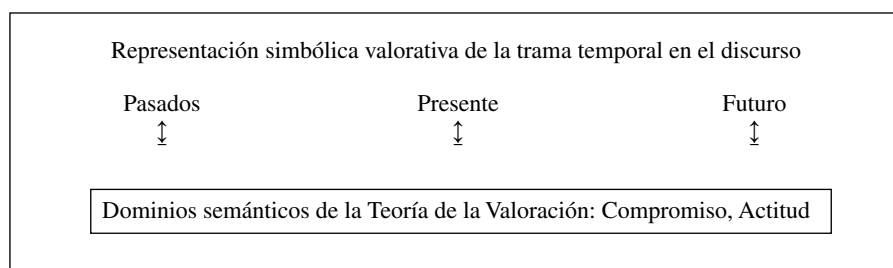 Representación simbólica valorativa de la trama temporal en el discurso
Pasados Presente Futuro
Dominios semánticos de la Teoría de la Valoración: Compromiso, Actitud